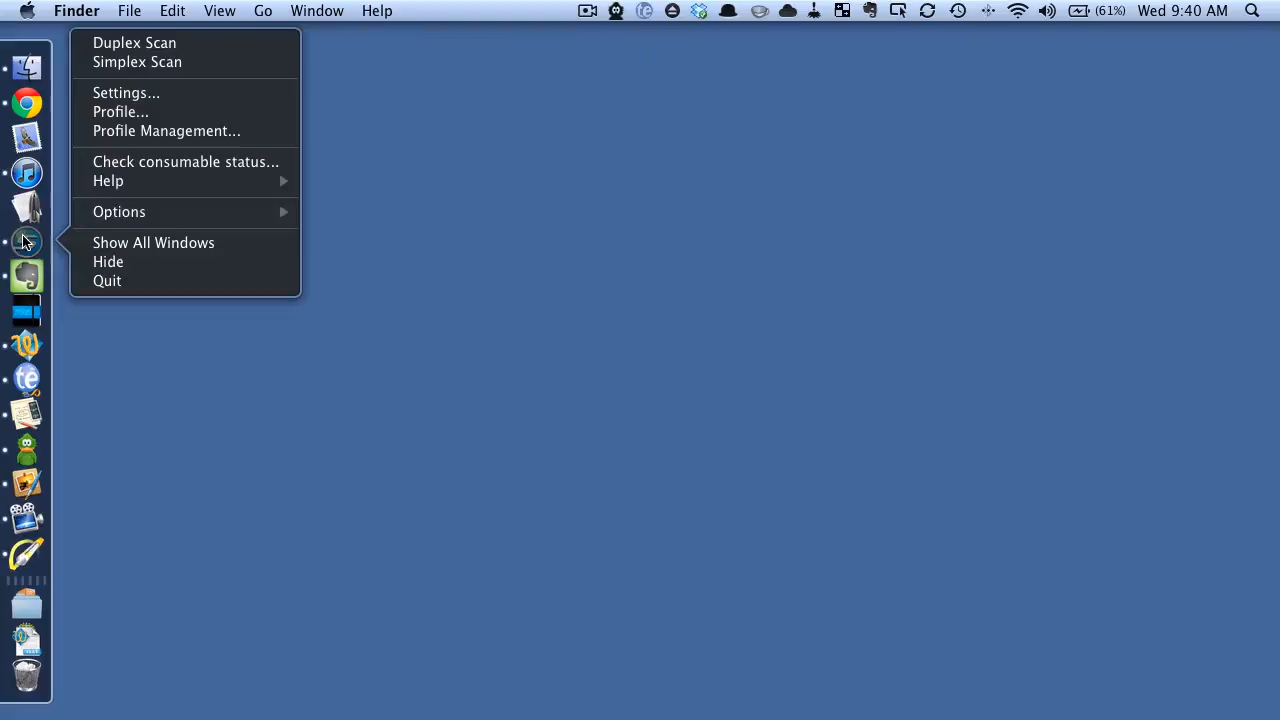 Finder File Edit View Go Window Help (61%) Wed 9:40 AM
Duplex Scan
Simplex Scan
Settings...
Profile...
Profile Management...
Check consumable status...
Help
Options
Show All Windows
Hide
Quit
te